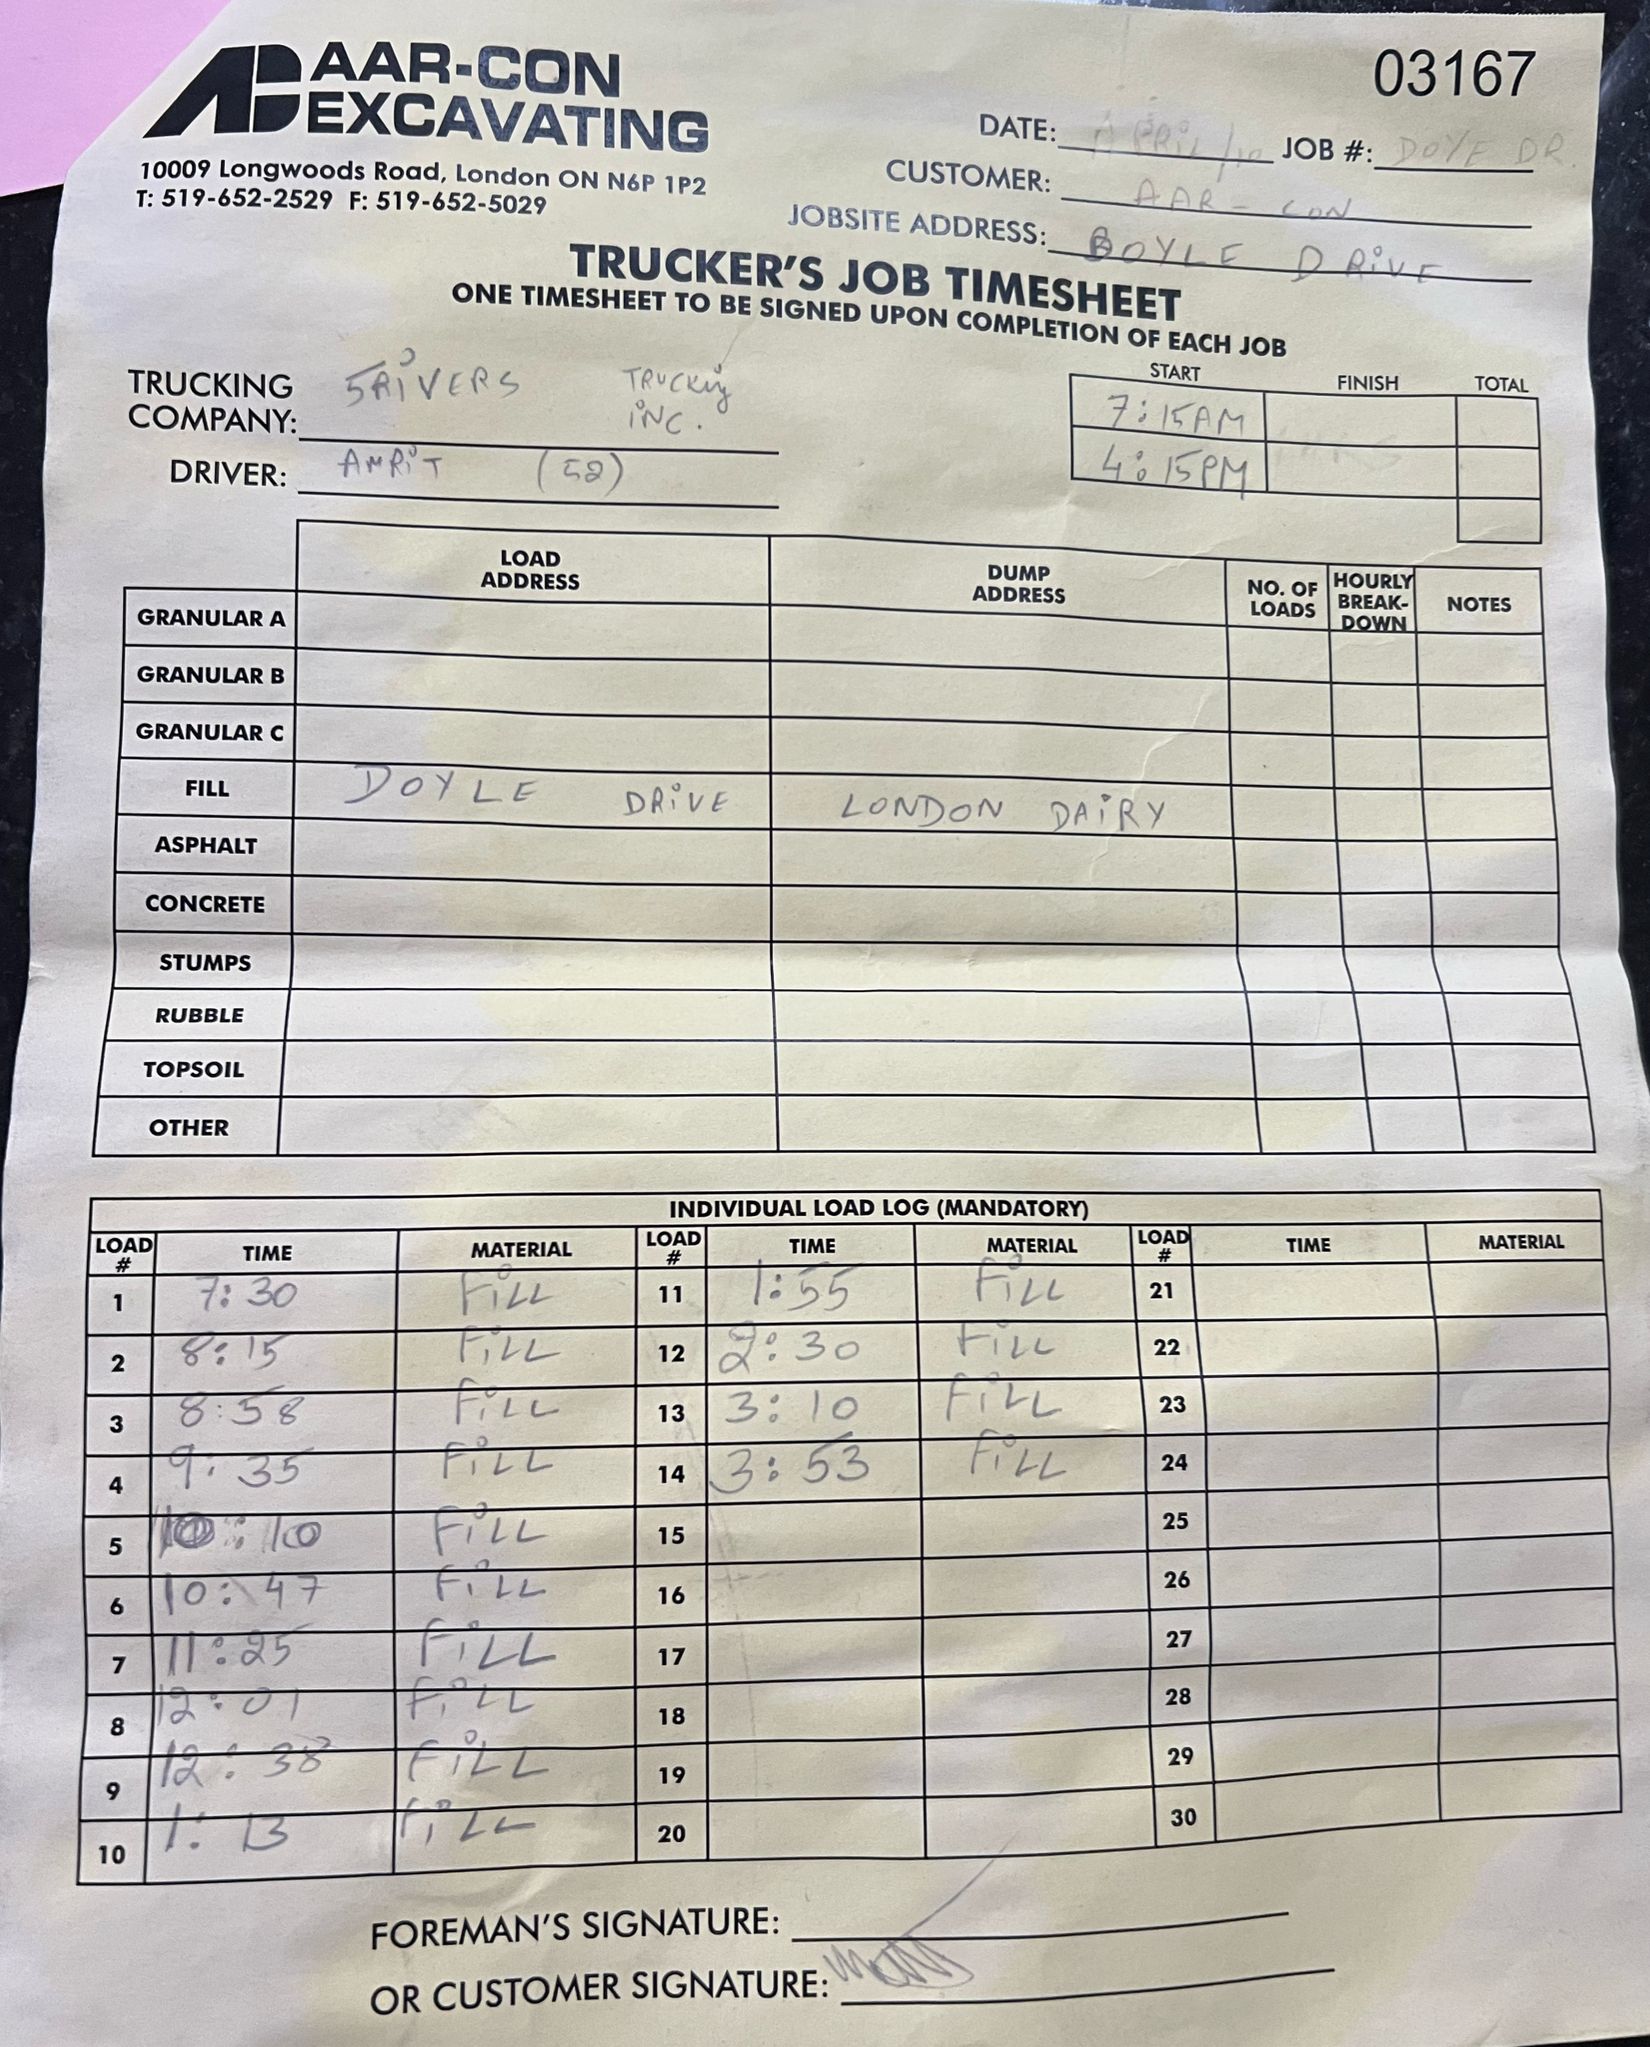 AAR-CON
EXCAVATING
10009 Longwoods Road, London ON N6P 1P2
T: 519-652-2529 F: 519-652-5029
03167
DATE: APRIL/10 JOB #: DOYE DR.
CUSTOMER: AAR - CON
JOBSITE ADDRESS: BOYLE DRIVE
TRUCKER'S JOB TIMESHEET
ONE TIMESHEET TO BE SIGNED UPON COMPLETION OF EACH JOB
TRUCKING COMPANY: 5RIVERS TRUCKING INC.
DRIVER: AMRIT (52)
START FINISH TOTAL
7:15AM
4:15PM
LOAD ADDRESS DUMP ADDRESS NO. OF LOADS HOURLY BREAK-DOWN NOTES
GRANULAR A
GRANULAR B
GRANULAR C
FILL DOYLE DRIVE LONDON DAIRY
ASPHALT
CONCRETE
STUMPS
RUBBLE
TOPSOIL
OTHER
INDIVIDUAL LOAD LOG (MANDATORY)
LOAD # TIME MATERIAL LOAD # TIME MATERIAL LOAD # TIME MATERIAL
1 7:30 FILL 11 1:55 FILL 21
2 8:15 FILL 12 2:30 FILL 22
3 8:58 FILL 13 3:10 FILL 23
4 9:35 FILL 14 3:53 FILL 24
5 10:10 FILL 15 25
6 10:47 FILL 16 26
7 11:25 FILL 17 27
8 12:01 FILL 18 28
9 12:38 FILL 19 29
10 1:13 FILL 20 30
FOREMAN'S SIGNATURE:
OR CUSTOMER SIGNATURE: